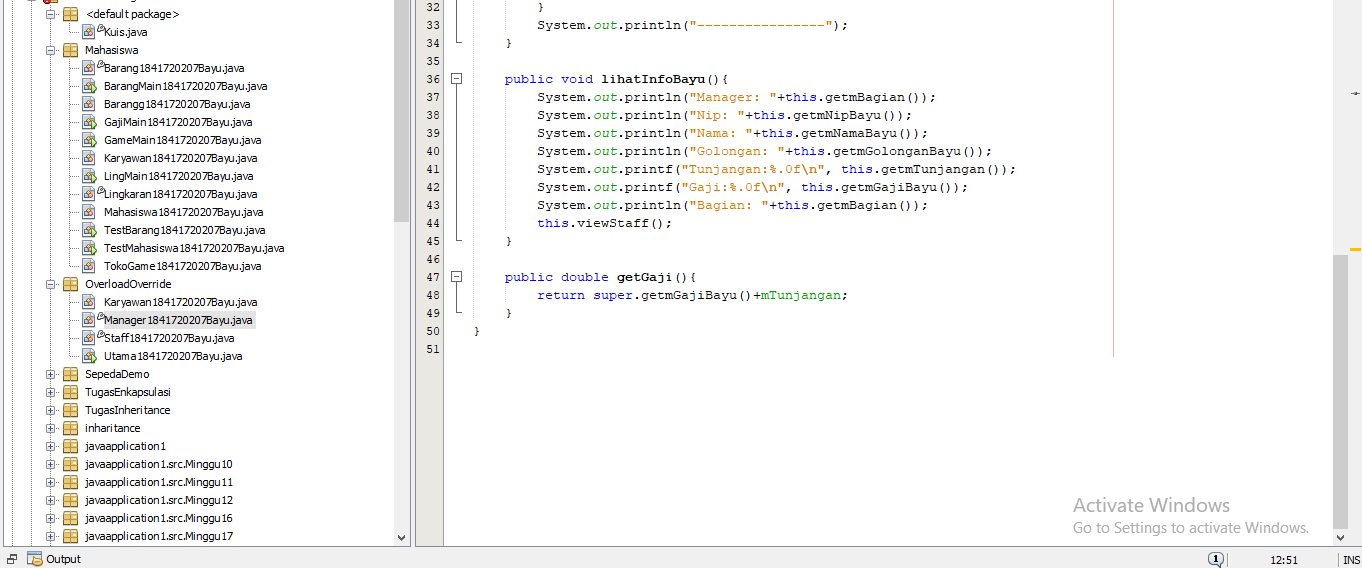 <default package>
Kuis.java
Mahasiswa
Barang1841720207Bayu.java
BarangMain1841720207Bayu.java
Barangg1841720207Bayu.java
GajiMain1841720207Bayu.java
GameMain1841720207Bayu.java
Karyawan1841720207Bayu.java
LingMain1841720207Bayu.java
Lingkaran1841720207Bayu.java
Mahasiswa1841720207Bayu.java
TestBarang1841720207Bayu.java
TestMahasiswa1841720207Bayu.java
TokoGame1841720207Bayu.java
OverloadOverride
Karyawan1841720207Bayu.java
Manager1841720207Bayu.java
Staff1841720207Bayu.java
Utama1841720207Bayu.java
SepedaDemo
TugasEnkapsulasi
TugasInheritance
inharitance
javaapplication1
javaapplication1.src.Minggu10
javaapplication1.src.Minggu11
javaapplication1.src.Minggu12
javaapplication1.src.Minggu16
javaapplication1.src.Minggu17
32 }
33 System.out.println("----------------");
34 }
35
36 public void lihatInfoBayu(){
37 System.out.println("Manager: "+this.getmBagian());
38 System.out.println("Nip: "+this.getmNipBayu());
39 System.out.println("Nama: "+this.getmNamaBayu());
40 System.out.println("Golongan: "+this.getmGolonganBayu());
41 System.out.printf("Tunjangan:%.0f\n", this.getmTunjangan());
42 System.out.printf("Gaji:%.0f\n", this.getmGajiBayu());
43 System.out.println("Bagian: "+this.getmBagian());
44 this.viewStaff();
45 }
46
47 public double getGaji(){
48 return super.getmGajiBayu()+mTunjangan;
49 }
50 }
51
Activate Windows
Go to Settings to activate Windows.
Output
1
12:51
INS